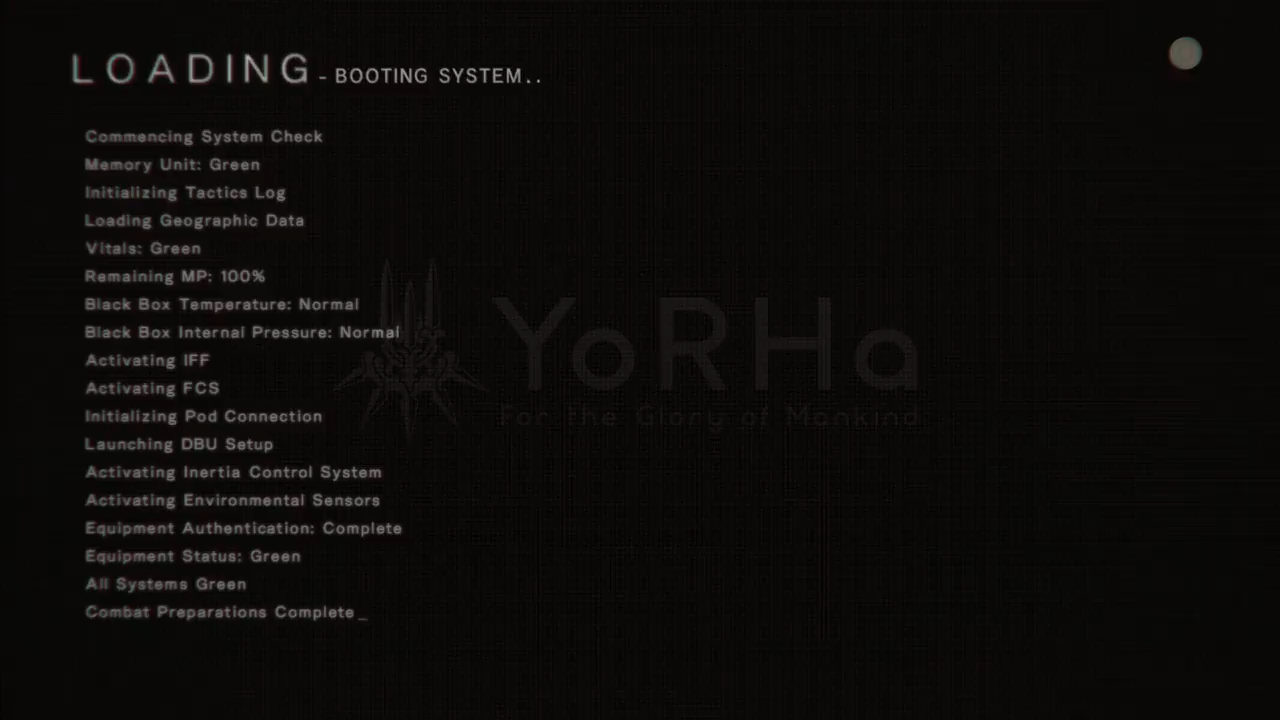 LOADING - BOOTING SYSTEM..
Commencing System Check
Memory Unit: Green
Initializing Tactics Log
Loading Geographic Data
Vitals: Green
Remaining MP: 100%
Black Box Temperature: Normal
Black Box Internal Pressure: Normal
Activating IFF
Activating FCS
Initializing Pod Connection
Launching DBU Setup
Activating Inertia Control System
Activating Environmental Sensors
Equipment Authentication: Complete
Equipment Status: Green
All Systems Green
Combat Preparations Complete _
YoRHa
For the Glory of Mankind